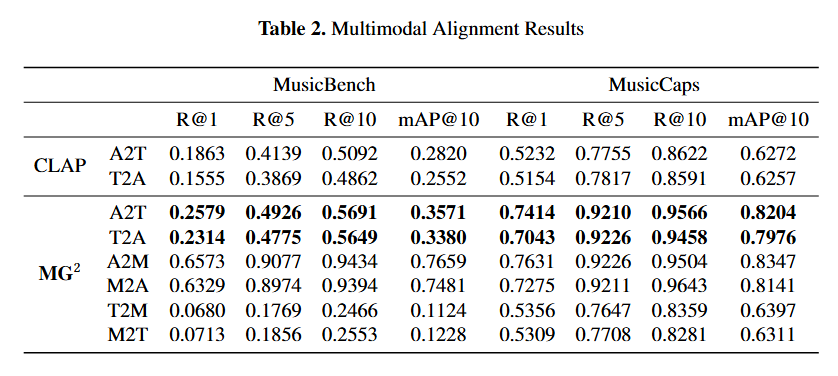 Table 2. Multimodal Alignment Results
MusicBench MusicCaps
R@1 R@5 R@10 mAP@10 R@1 R@5 R@10 mAP@10
CLAP
A2T 0.1863 0.4139 0.5092 0.2820 0.5232 0.7755 0.8622 0.6272
T2A 0.1555 0.3869 0.4862 0.2552 0.5154 0.7817 0.8591 0.6257
MG²
A2T 0.2579 0.4926 0.5691 0.3571 0.7414 0.9210 0.9566 0.8204
T2A 0.2314 0.4775 0.5649 0.3380 0.7043 0.9226 0.9458 0.7976
A2M 0.6573 0.9077 0.9434 0.7659 0.7631 0.9226 0.9504 0.8347
M2A 0.6329 0.8974 0.9394 0.7481 0.7275 0.9211 0.9643 0.8141
T2M 0.0680 0.1769 0.2466 0.1124 0.5356 0.7647 0.8359 0.6397
M2T 0.0713 0.1856 0.2553 0.1228 0.5309 0.7708 0.8281 0.6311